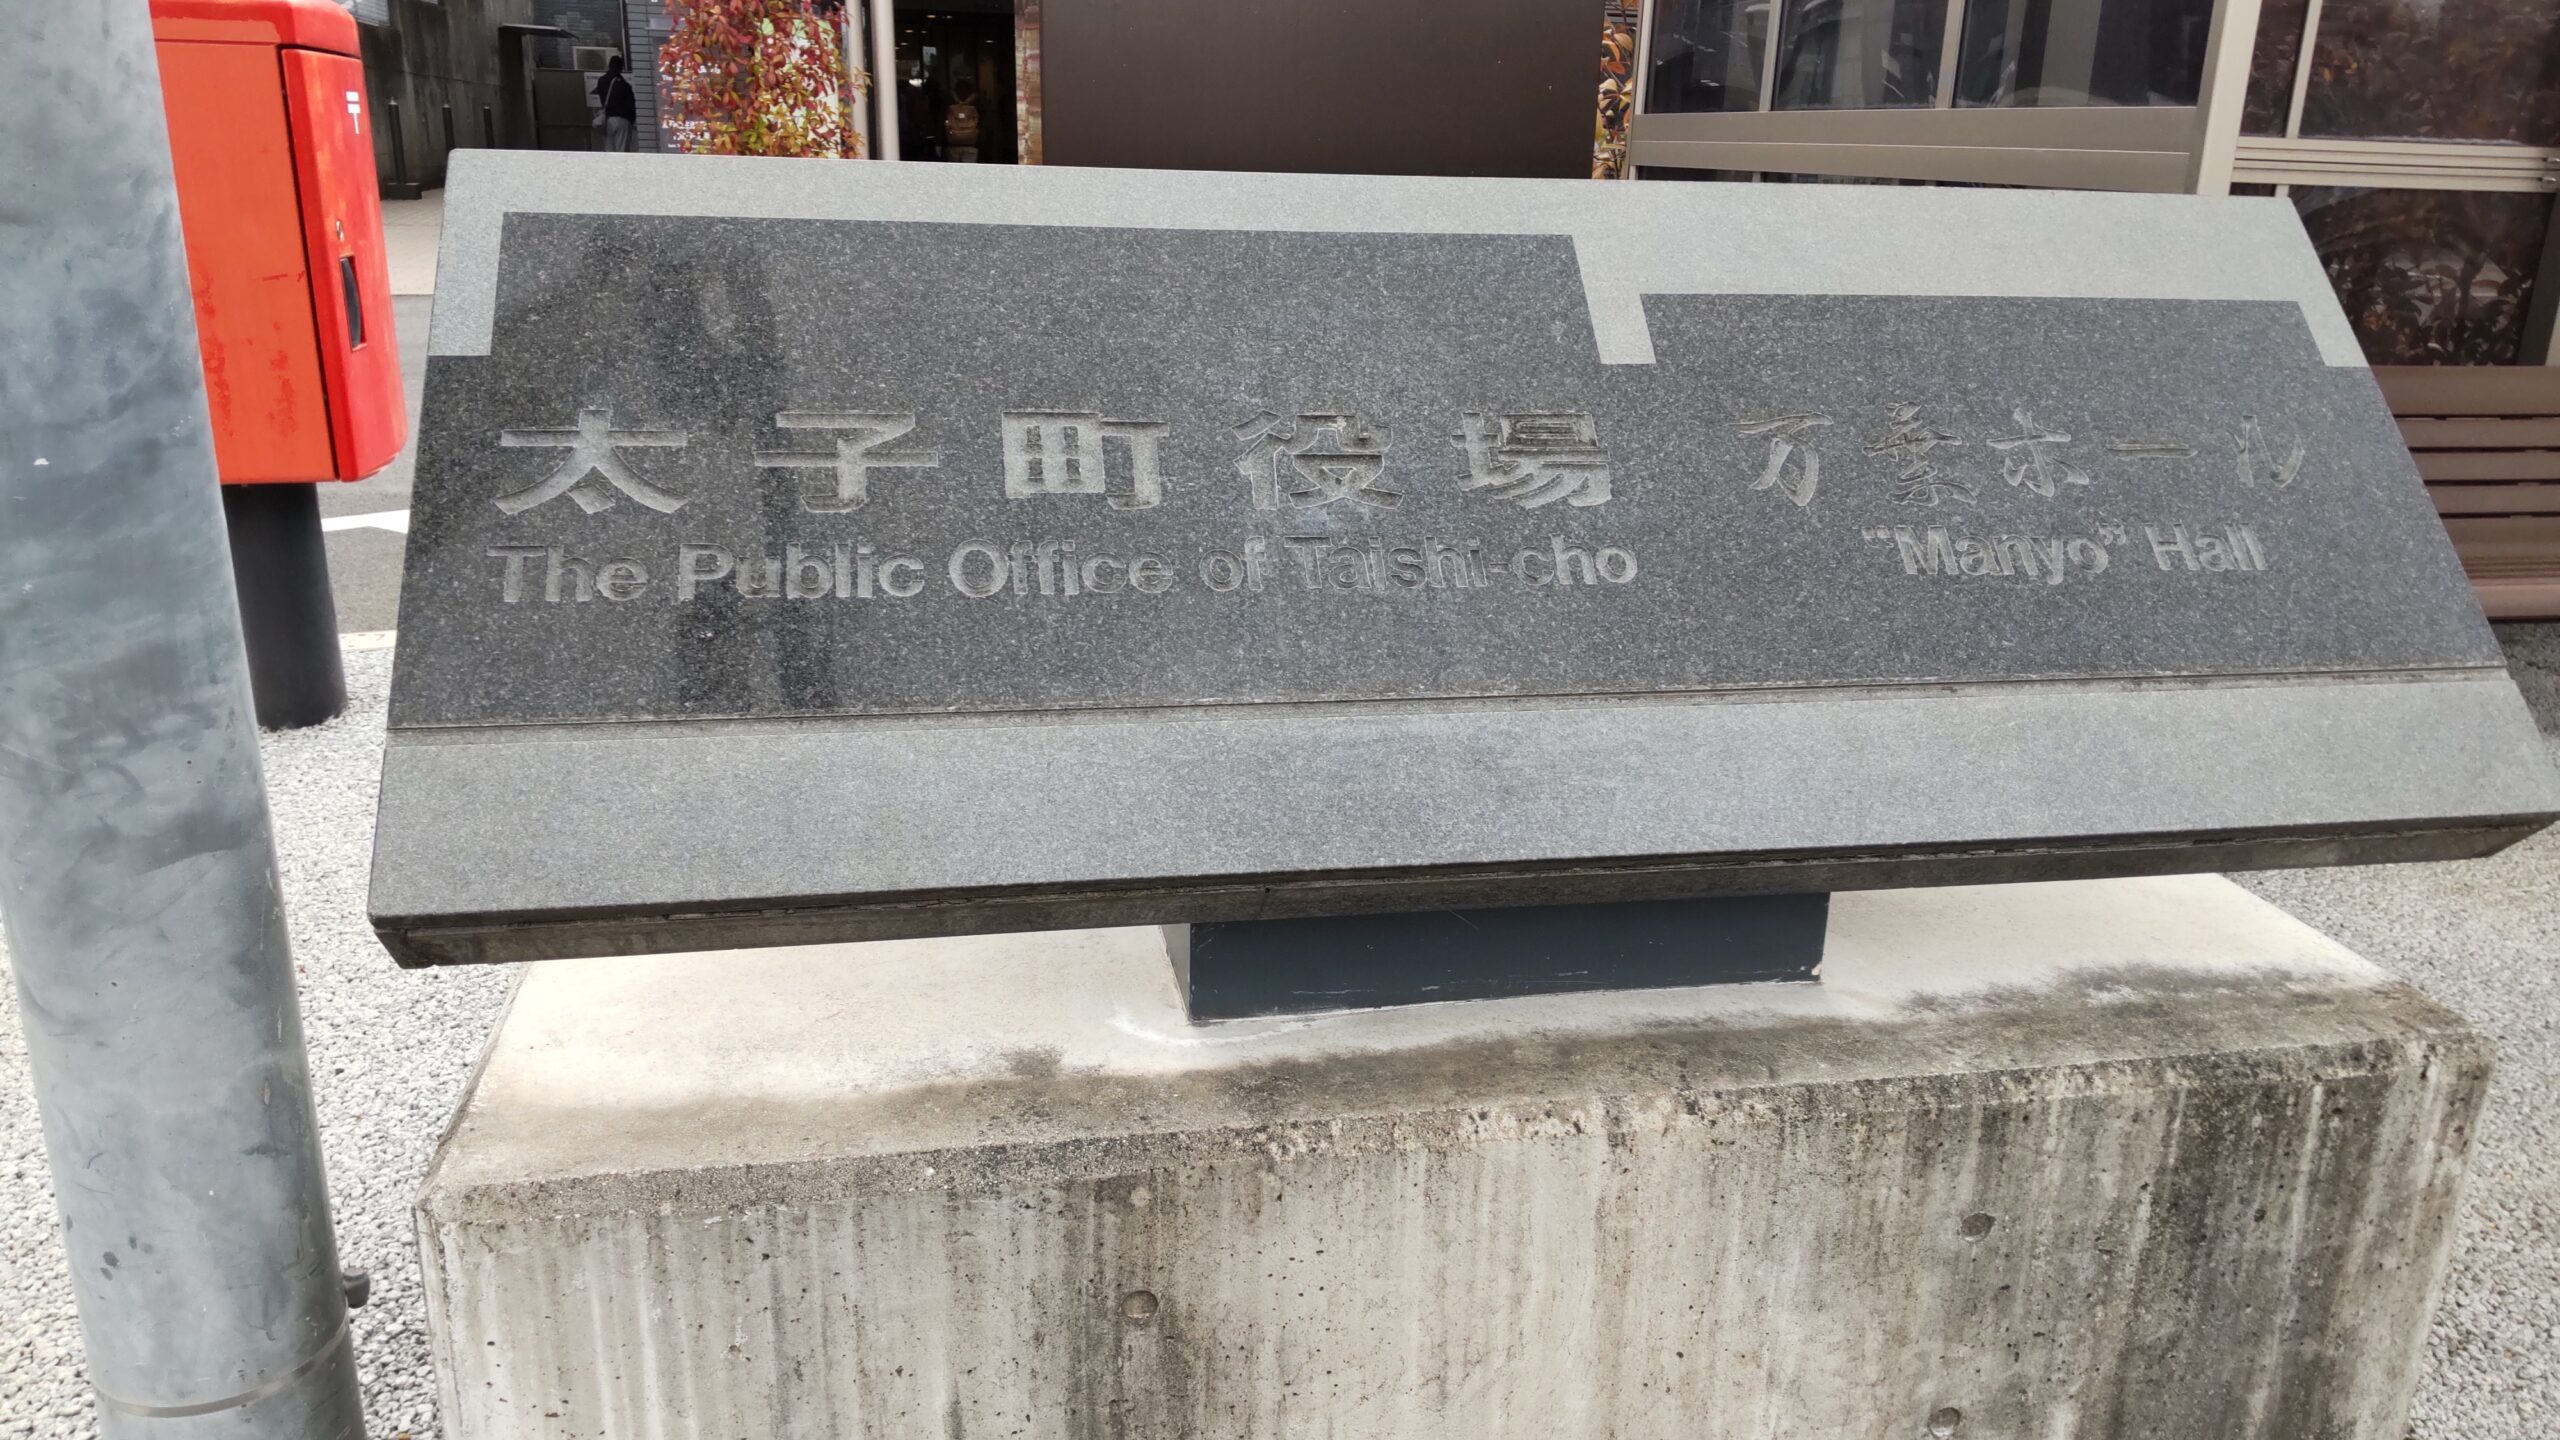 太子町役場
The Public Office of Taishi-cho
万葉ホール
"Manyo" Hall
〒